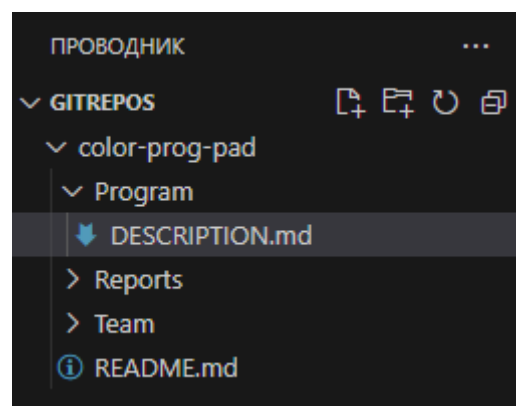 ПРОВОДНИК
GITREPOS
color-prog-pad
Program
DESCRIPTION.md
Reports
Team
README.md